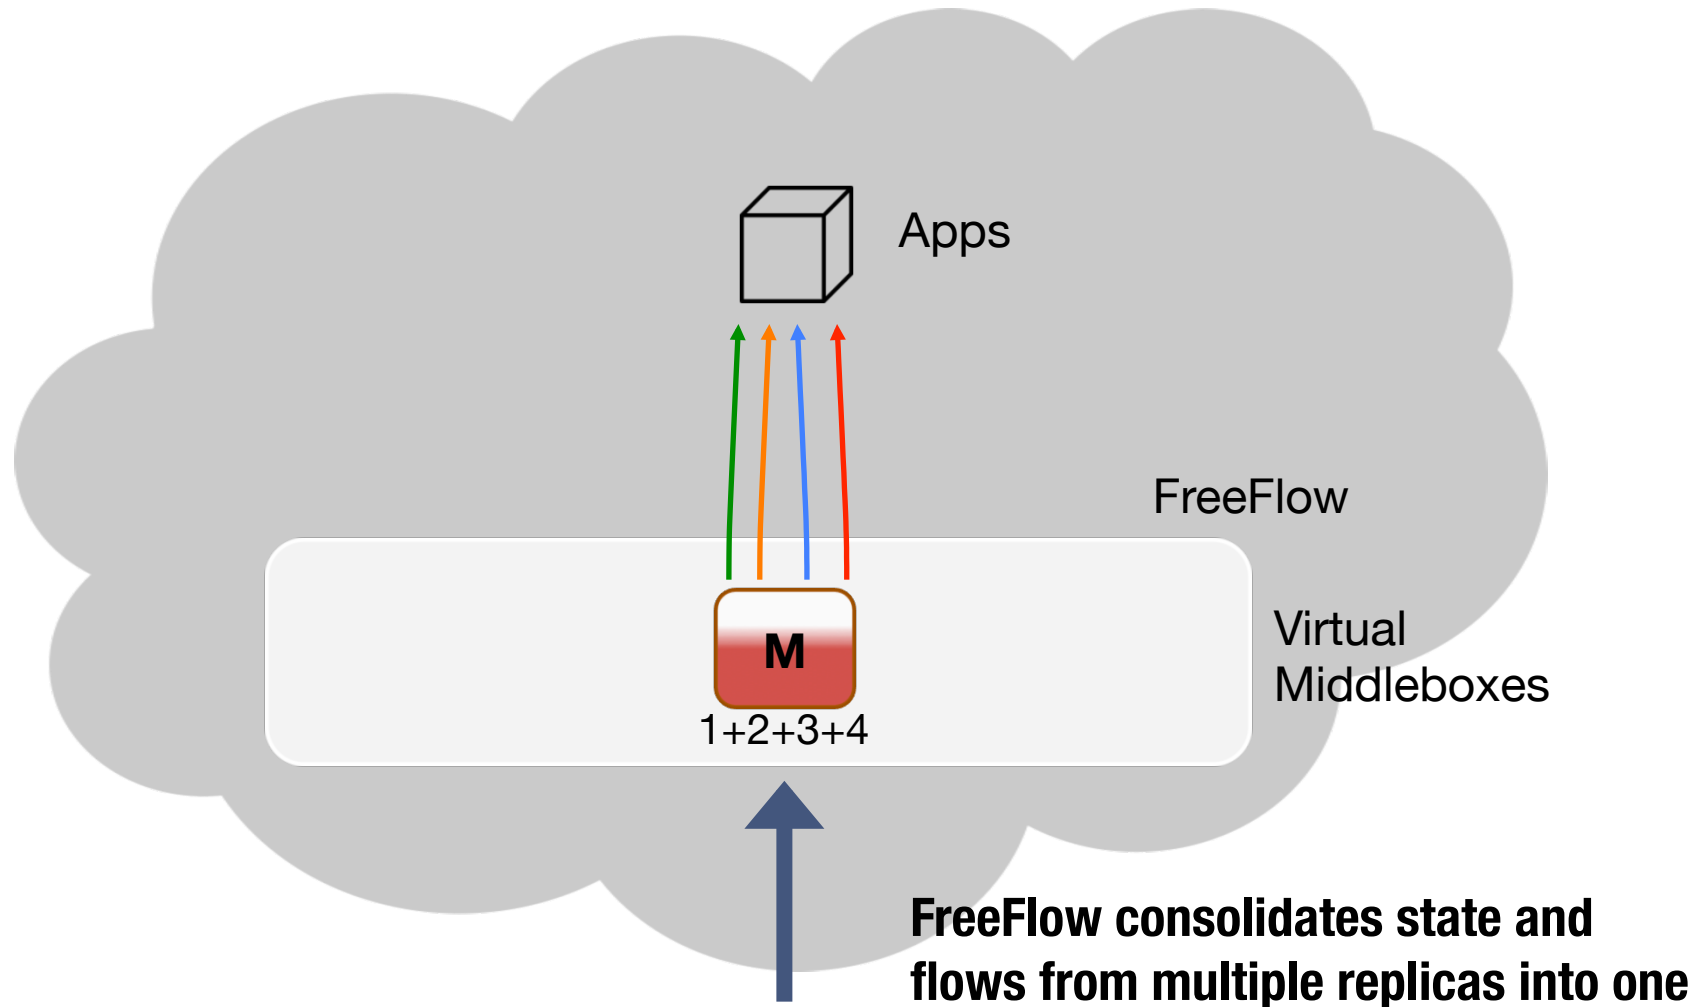 Apps
FreeFlow
Virtual
Middleboxes
M
1+2+3+4
FreeFlow consolidates state and
flows from multiple replicas into one